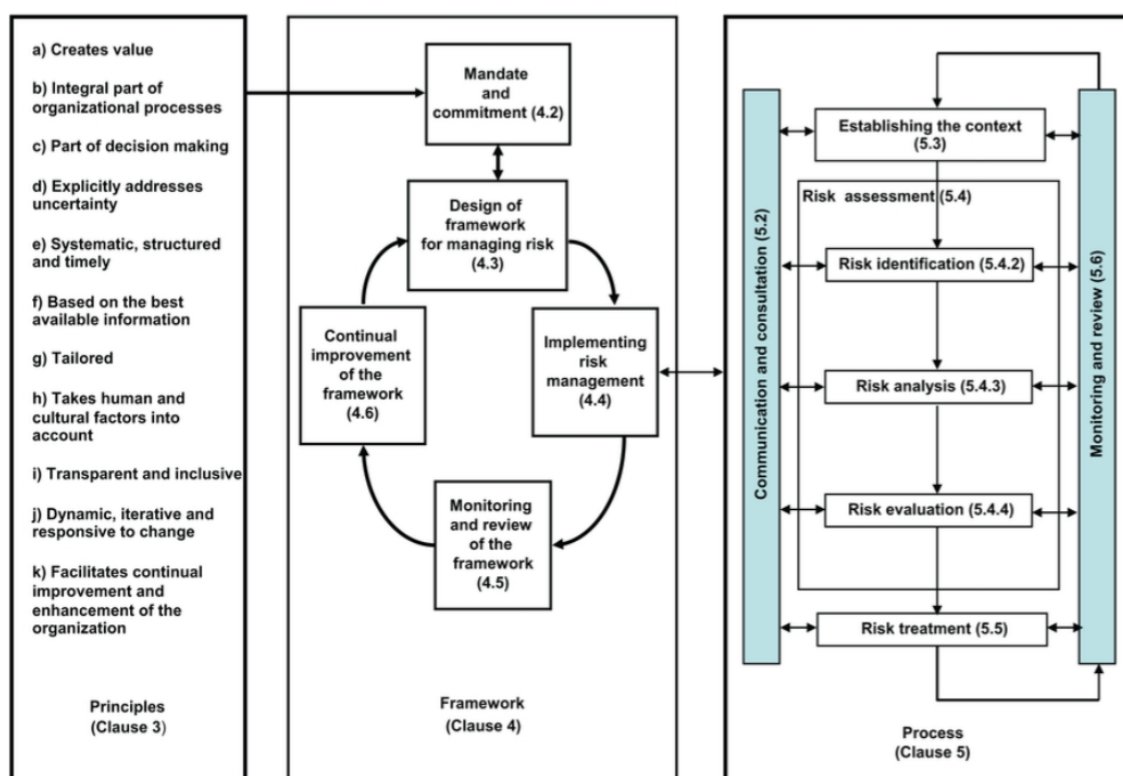 a) Creates value
b) Integral part of
organizational processes
c) Part of decision making
d) Explicitly addresses
uncertainty
e) Systematic, structured
and timely
f) Based on the best
available information
g) Tailored
h) Takes human and
cultural factors into
account
i) Transparent and inclusive
j) Dynamic, iterative and
responsive to change
k) Facilitates continual
improvement and
enhancement of the
organization
Principles
(Clause 3)
Mandate
and
commitment (4.2)
Design of
framework
for managing risk
(4.3)
Implementing
risk
management
(4.4)
Monitoring
and review
of the
framework
(4.5)
Continual
improvement
of the
framework
(4.6)
Framework
(Clause 4)
Communication and consultation (5.2)
Establishing the context
(5.3)
Risk assessment (5.4)
Risk identification (5.4.2)
Risk analysis (5.4.3)
Risk evaluation (5.4.4)
Risk treatment (5.5)
Monitoring and review (5.6)
Process
(Clause 5)